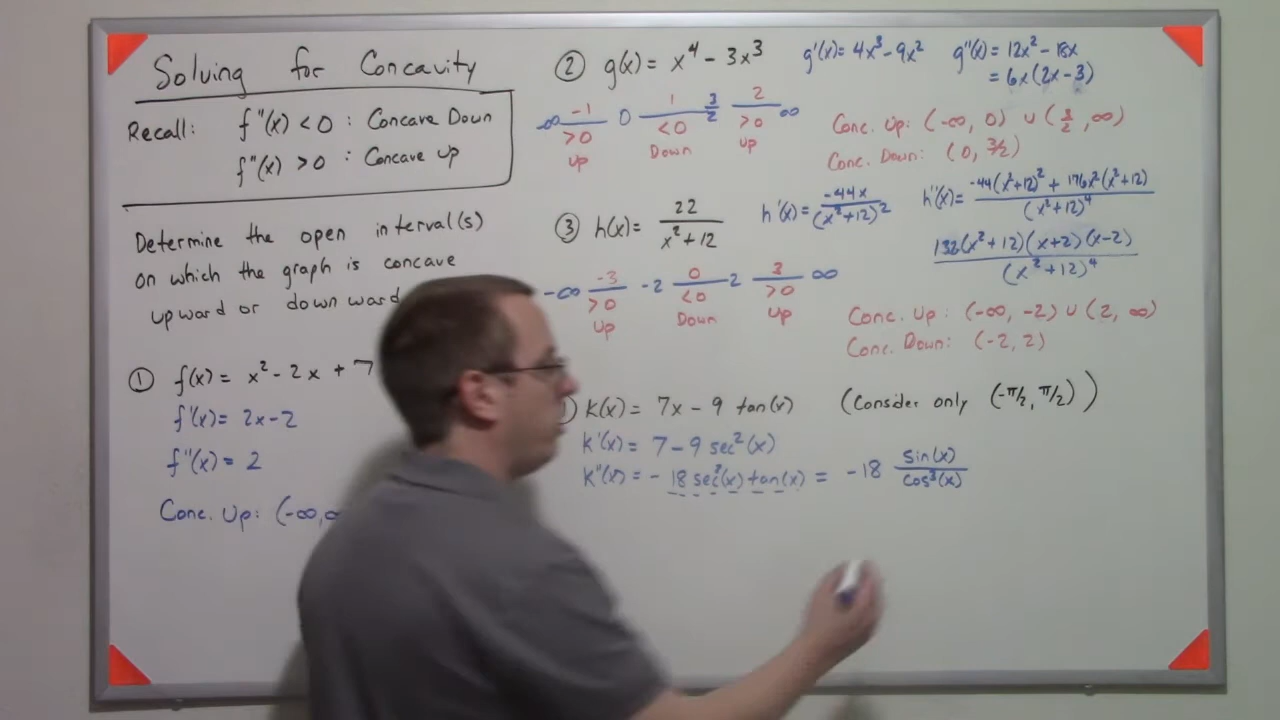 Solving for Concavity
Recall: f"(x) < 0 : Concave Down
f"(x) > 0 : Concave up
Determine the open interval(s)
on which the graph is concave
upward or downward
① f(x) = x² - 2x + 7
f'(x) = 2x - 2
f"(x) = 2
Conc. Up: (-∞,
② g(x) = x⁴ - 3x³ g'(x) = 4x³ - 9x² g"(x) = 12x² - 18x
= 6x(2x - 3)
-∞ -1 0 1 3/2 2 ∞
>0 <0 >0
up Down up
Conc. Up: (-∞, 0) ∪ (3/2, ∞)
Conc. Down: (0, 3/2)
③ h(x) = 22/(x² + 12) h'(x) = -44x/(x²+12)² h"(x) = (-44(x²+12)² + 176x²(x²+12))/(x²+12)⁴
132(x²+12)(x+2)(x-2)/(x²+12)⁴
-∞ -3 -2 0 2 3 ∞
>0 <0 >0
Up Down Up
Conc. Up: (-∞, -2) ∪ (2, ∞)
Conc. Down: (-2, 2)
) k(x) = 7x - 9 tan(x) (Consider only (-π/2, π/2))
k'(x) = 7 - 9 sec²(x)
k"(x) = - 18 sec²(x) tan(x) = -18 sin(x)/cos³(x)